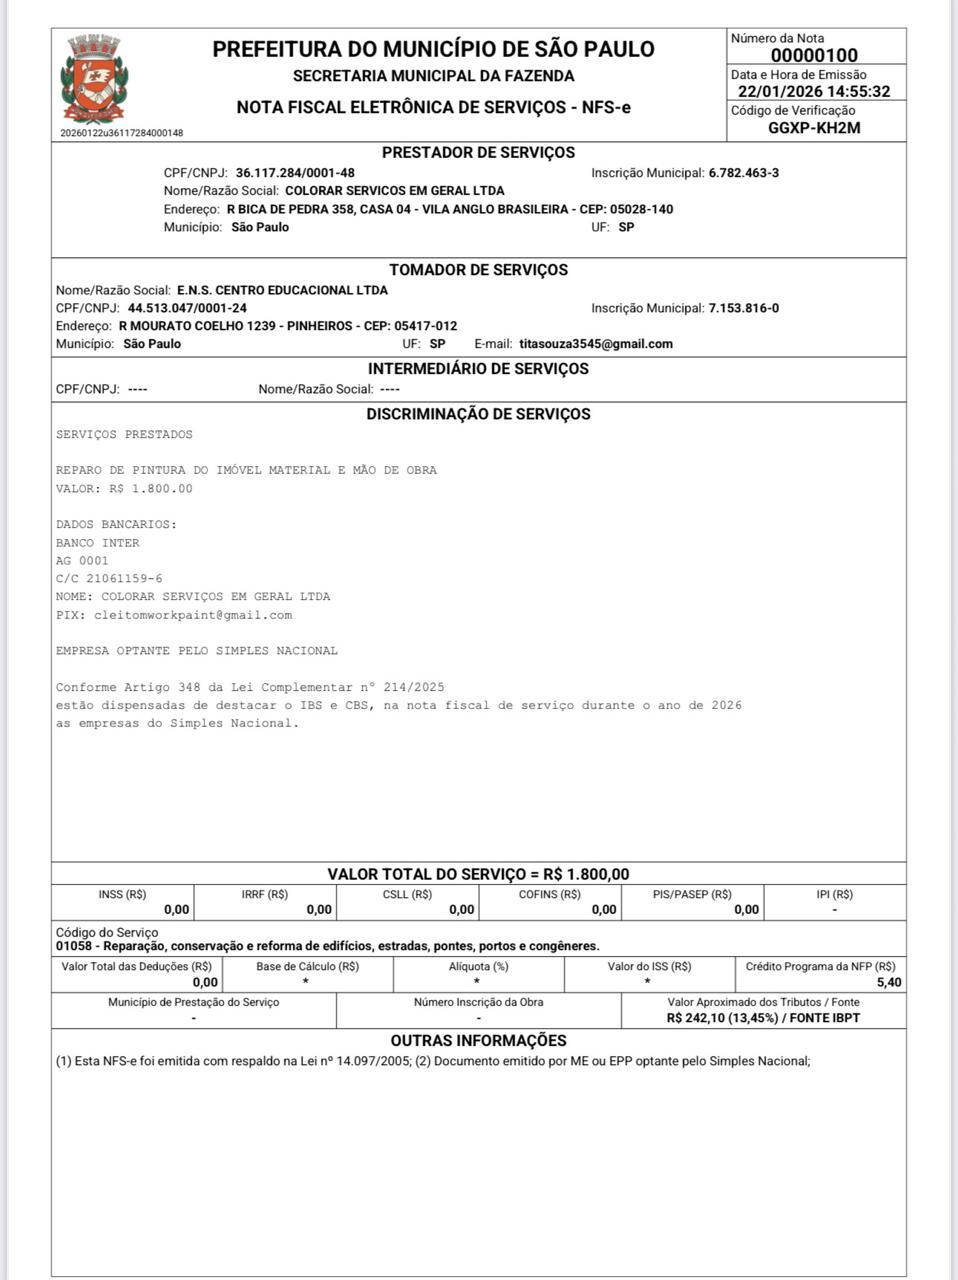 PREFEITURA DO MUNICÍPIO DE SÃO PAULO
SECRETARIA MUNICIPAL DA FAZENDA
NOTA FISCAL ELETRÔNICA DE SERVIÇOS - NFS-e
20260122u36117284000148
Número da Nota
00000100
Data e Hora de Emissão
22/01/2026 14:55:32
Código de Verificação
GGXP-KH2M
PRESTADOR DE SERVIÇOS
CPF/CNPJ: 36.117.284/0001-48 Inscrição Municipal: 6.782.463-3
Nome/Razão Social: COLORAR SERVICOS EM GERAL LTDA
Endereço: R BICA DE PEDRA 358, CASA 04 - VILA ANGLO BRASILEIRA - CEP: 05028-140
Município: São Paulo UF: SP
TOMADOR DE SERVIÇOS
Nome/Razão Social: E.N.S. CENTRO EDUCACIONAL LTDA
CPF/CNPJ: 44.513.047/0001-24 Inscrição Municipal: 7.153.816-0
Endereço: R MOURATO COELHO 1239 - PINHEIROS - CEP: 05417-012
Município: São Paulo UF: SP E-mail: titasouza3545@gmail.com
INTERMEDIÁRIO DE SERVIÇOS
CPF/CNPJ: ---- Nome/Razão Social: ----
DISCRIMINAÇÃO DE SERVIÇOS
SERVIÇOS PRESTADOS
REPARO DE PINTURA DO IMÓVEL MATERIAL E MÃO DE OBRA
VALOR: R$ 1.800.00
DADOS BANCARIOS:
BANCO INTER
AG 0001
C/C 21061159-6
NOME: COLORAR SERVIÇOS EM GERAL LTDA
PIX: cleitomworkpaint@gmail.com
EMPRESA OPTANTE PELO SIMPLES NACIONAL
Conforme Artigo 348 da Lei Complementar nº 214/2025
estão dispensadas de destacar o IBS e CBS, na nota fiscal de serviço durante o ano de 2026
as empresas do Simples Nacional.
VALOR TOTAL DO SERVIÇO = R$ 1.800,00
INSS (R$) IRRF (R$) CSLL (R$) COFINS (R$) PIS/PASEP (R$) IPI (R$)
0,00 0,00 0,00 0,00 0,00 -
Código do Serviço
01058 - Reparação, conservação e reforma de edifícios, estradas, pontes, portos e congêneres.
Valor Total das Deduções (R$) Base de Cálculo (R$) Alíquota (%) Valor do ISS (R$) Crédito Programa da NFP (R$)
0,00 * * * 5,40
Município de Prestação do Serviço Número Inscrição da Obra Valor Aproximado dos Tributos / Fonte
- - R$ 242,10 (13,45%) / FONTE IBPT
OUTRAS INFORMAÇÕES
(1) Esta NFS-e foi emitida com respaldo na Lei nº 14.097/2005; (2) Documento emitido por ME ou EPP optante pelo Simples Nacional;